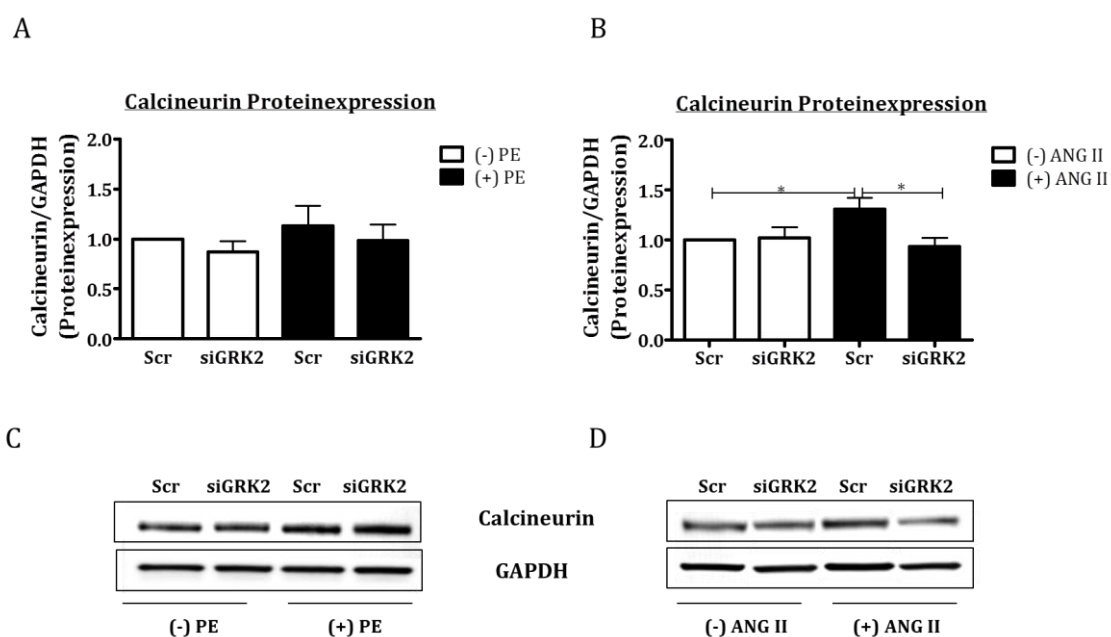 A
Calcineurin Proteinexpression
Calcineurin/GAPDH
(Proteinexpression)
2.0
1.5
1.0
0.5
0.0
Scr siGRK2 Scr siGRK2
(-) PE
(+) PE
B
Calcineurin Proteinexpression
Calcineurin/GAPDH
(Proteinexpression)
2.0
1.5
1.0
0.5
0.0
* *
Scr siGRK2 Scr siGRK2
(-) ANG II
(+) ANG II
C
Scr siGRK2 Scr siGRK2
(-) PE (+) PE
Calcineurin
GAPDH
D
Scr siGRK2 Scr siGRK2
(-) ANG II (+) ANG II